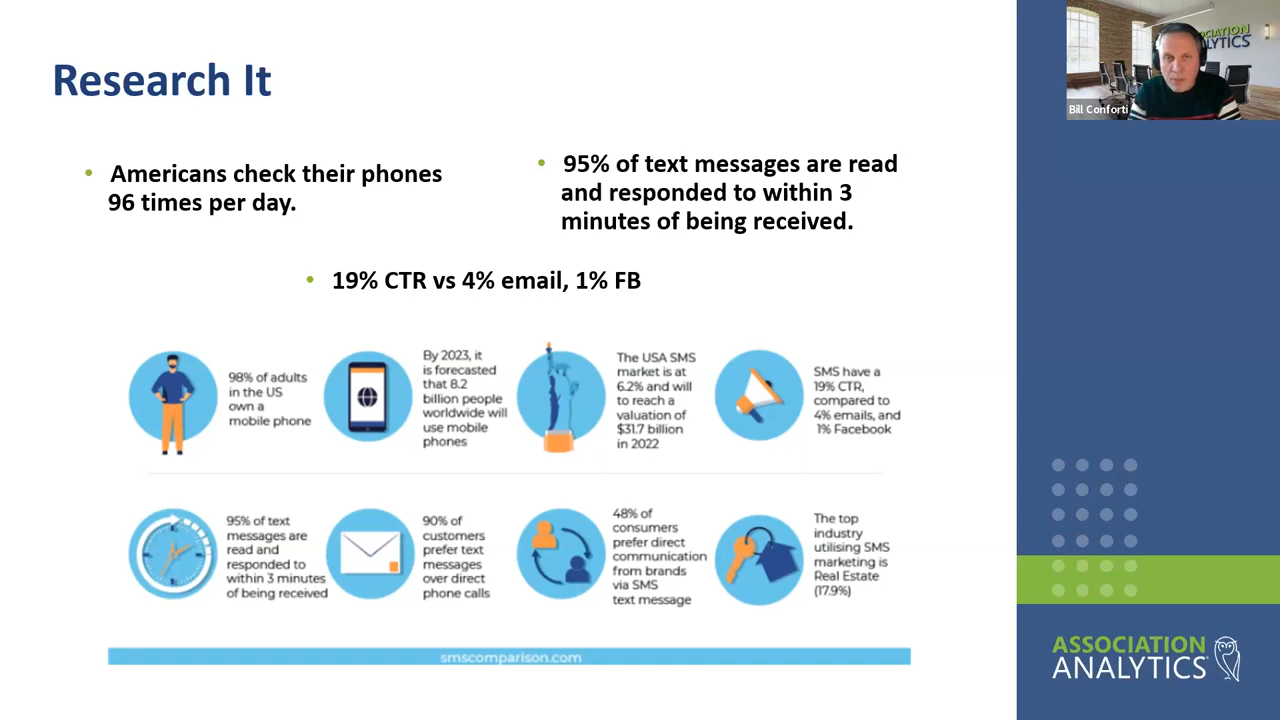 Research It
• Americans check their phones
96 times per day.
• 95% of text messages are read
and responded to within 3
minutes of being received.
• 19% CTR vs 4% email, 1% FB
98% of adults
in the US
own a
mobile phone
By 2023, it
is forecasted
that 8.2
billion people
worldwide will
use mobile
phones
The USA SMS
market is at
6.2% and will
to reach a
valuation of
$31.7 billion
in 2022
SMS have a
19% CTR,
compared to
4% emails, and
1% Facebook
95% of text
messages are
read and
responded to
within 3 minutes
of being received
90% of
customers
prefer text
messages
over direct
phone calls
48% of
consumers
prefer direct
communication
from brands
via SMS
text message
The top
industry
utilising SMS
marketing is
Real Estate
(17.9%)
smscomparison.com
Bill Conforti
ASSOCIATION
ANALYTICS